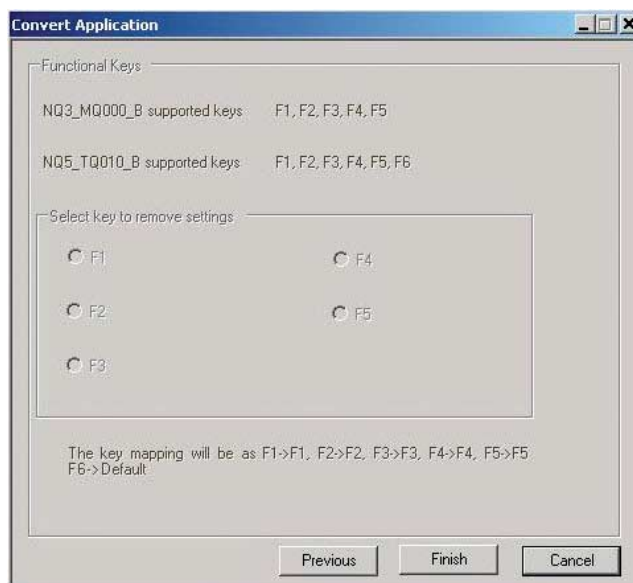 Convert Application
Functional Keys
NQ3_MQ000_B supported keys F1, F2, F3, F4, F5
NQ5_TQ010_B supported keys F1, F2, F3, F4, F5, F6
Select key to remove settings
F1 F4
F2 F5
F3
The key mapping will be as F1->F1, F2->F2, F3->F3, F4->F4, F5->F5
F6->Default
Previous Finish Cancel